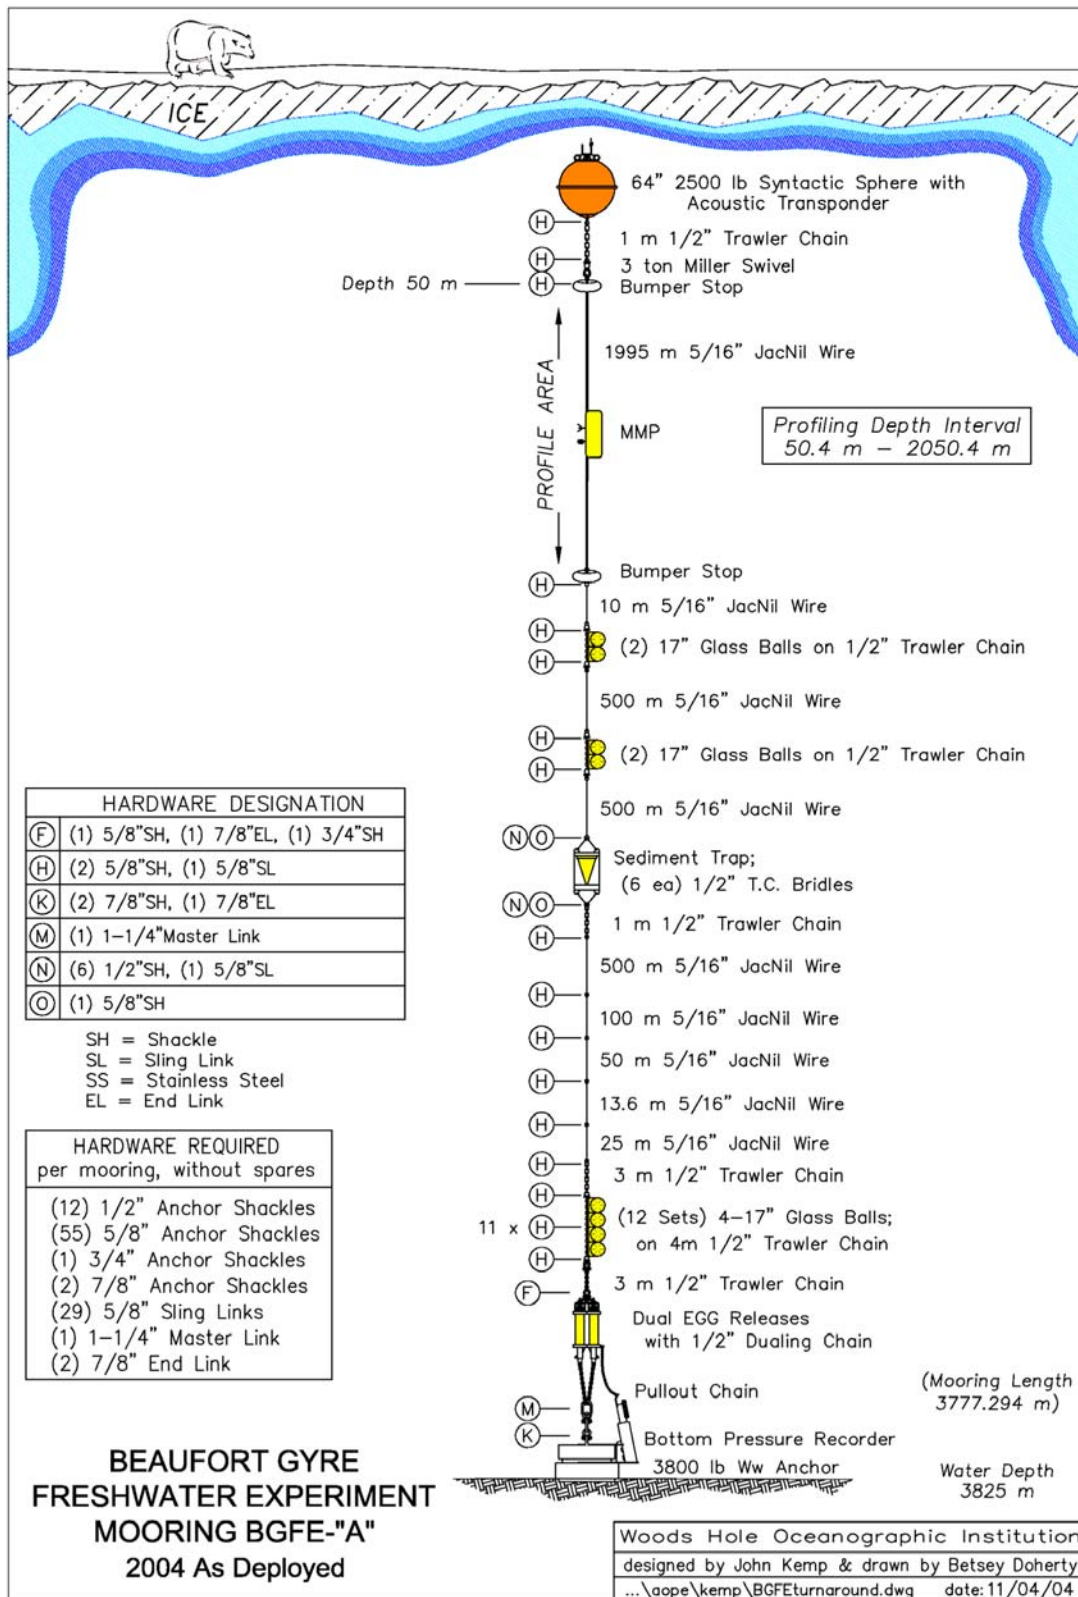 ICE
64" 2500 lb Syntactic Sphere with
Acoustic Transponder
H
1 m 1/2" Trawler Chain
H
3 ton Miller Swivel
Depth 50 m
H
Bumper Stop
PROFILE AREA
1995 m 5/16" JacNil Wire
MMP
Profiling Depth Interval
50.4 m – 2050.4 m
Bumper Stop
H
10 m 5/16" JacNil Wire
H
(2) 17" Glass Balls on 1/2" Trawler Chain
H
500 m 5/16" JacNil Wire
H
(2) 17" Glass Balls on 1/2" Trawler Chain
H
500 m 5/16" JacNil Wire
N O
Sediment Trap;
(6 ea) 1/2" T.C. Bridles
N O
1 m 1/2" Trawler Chain
H
500 m 5/16" JacNil Wire
H
100 m 5/16" JacNil Wire
H
50 m 5/16" JacNil Wire
H
13.6 m 5/16" JacNil Wire
H
25 m 5/16" JacNil Wire
H
3 m 1/2" Trawler Chain
H
(12 Sets) 4–17" Glass Balls;
11 x H
on 4m 1/2" Trawler Chain
H
3 m 1/2" Trawler Chain
F
Dual EGG Releases
with 1/2" Dualing Chain
Pullout Chain
M
K
Bottom Pressure Recorder
3800 lb Ww Anchor
(Mooring Length
3777.294 m)
Water Depth
3825 m
HARDWARE DESIGNATION
F (1) 5/8"SH, (1) 7/8"EL, (1) 3/4"SH
H (2) 5/8"SH, (1) 5/8"SL
K (2) 7/8"SH, (1) 7/8"EL
M (1) 1–1/4"Master Link
N (6) 1/2"SH, (1) 5/8"SL
O (1) 5/8"SH
SH = Shackle
SL = Sling Link
SS = Stainless Steel
EL = End Link
HARDWARE REQUIRED
per mooring, without spares
(12) 1/2" Anchor Shackles
(55) 5/8" Anchor Shackles
(1) 3/4" Anchor Shackles
(2) 7/8" Anchor Shackles
(29) 5/8" Sling Links
(1) 1–1/4" Master Link
(2) 7/8" End Link
BEAUFORT GYRE
FRESHWATER EXPERIMENT
MOORING BGFE-"A"
2004 As Deployed
Woods Hole Oceanographic Institution
designed by John Kemp & drawn by Betsey Doherty
...\aope\kemp\BGFEturnaround.dwg date: 11/04/04